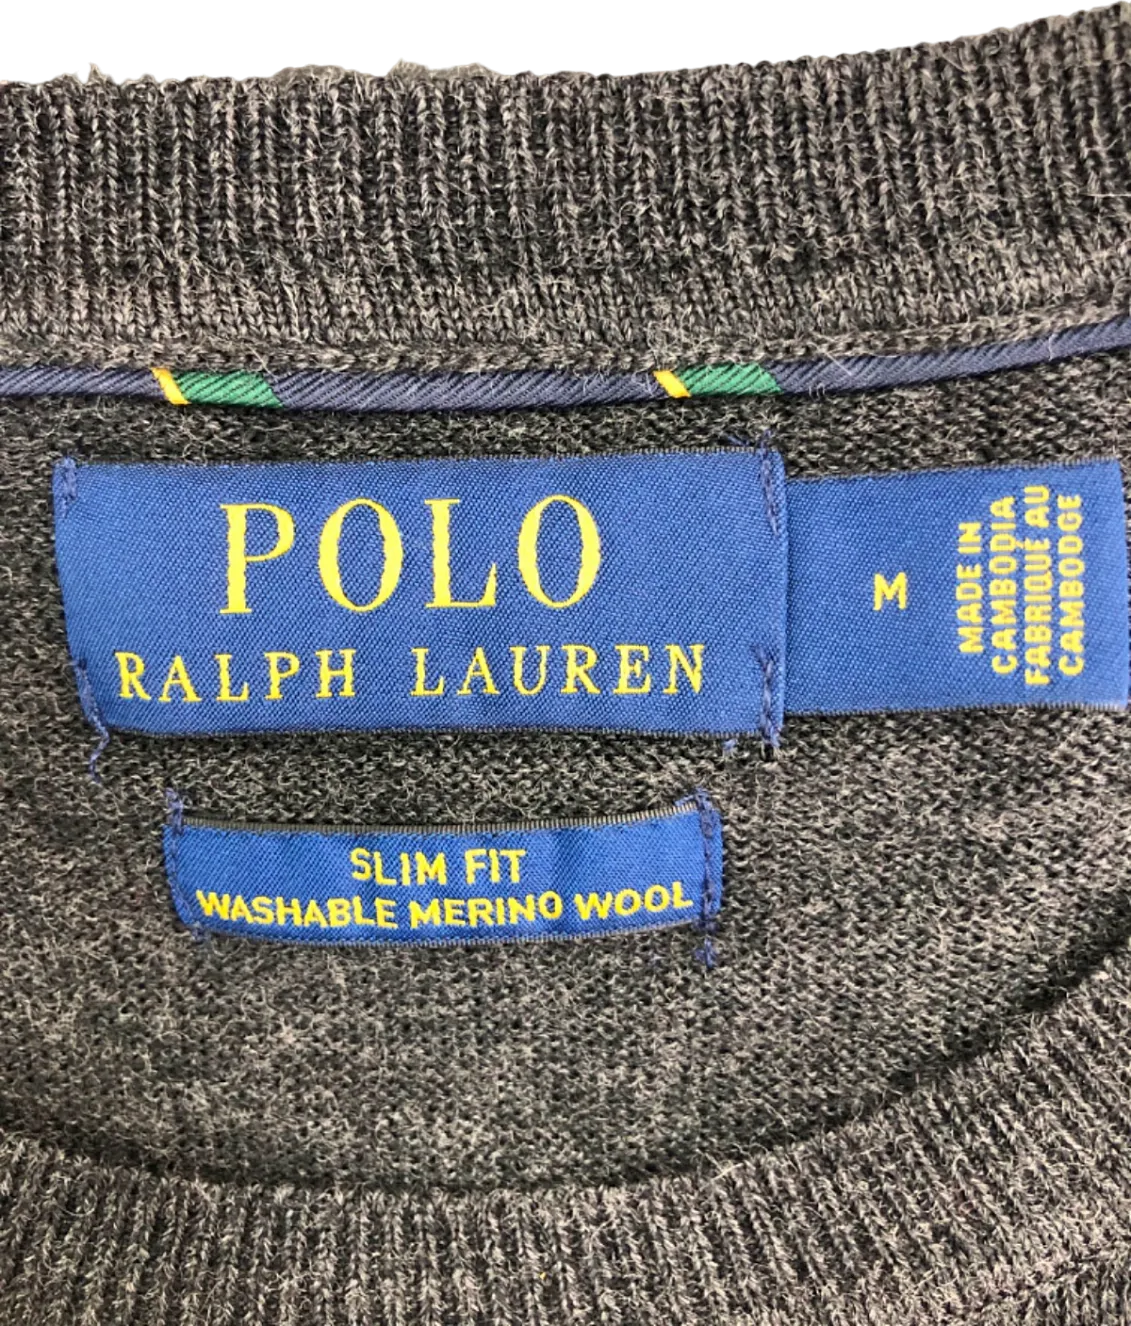 POLO
RALPH LAUREN
M
MADE IN
CAMBODIA
FABRIQUÉ AU
CAMBODGE
SLIM FIT
WASHABLE MERINO WOOL